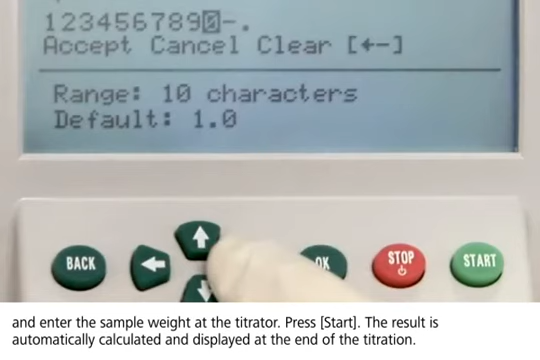 1234567890-.
Accept Cancel Clear [←]
Range: 10 characters
Default: 1.0
BACK
OK
STOP
START
and enter the sample weight at the titrator. Press [Start]. The result is
automatically calculated and displayed at the end of the titration.